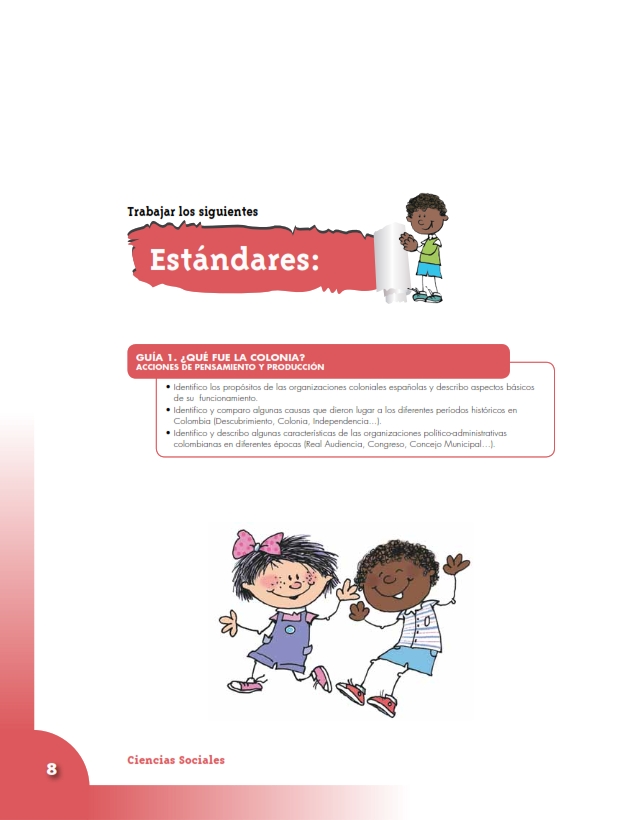 Trabajar los siguientes
Estándares:
GUÍA 1. ¿QUÉ FUE LA COLONIA?
ACCIONES DE PENSAMIENTO Y PRODUCCIÓN
• Identifico los propósitos de las organizaciones coloniales españolas y describo aspectos básicos
de su funcionamiento.
• Identifico y comparo algunas causas que dieron lugar a los diferentes períodos históricos en
Colombia (Descubrimiento, Colonia, Independencia...).
• Identifico y describo algunas características de las organizaciones político-administrativas
colombianas en diferentes épocas (Real Audiencia, Congreso, Concejo Municipal...).
8
Ciencias Sociales